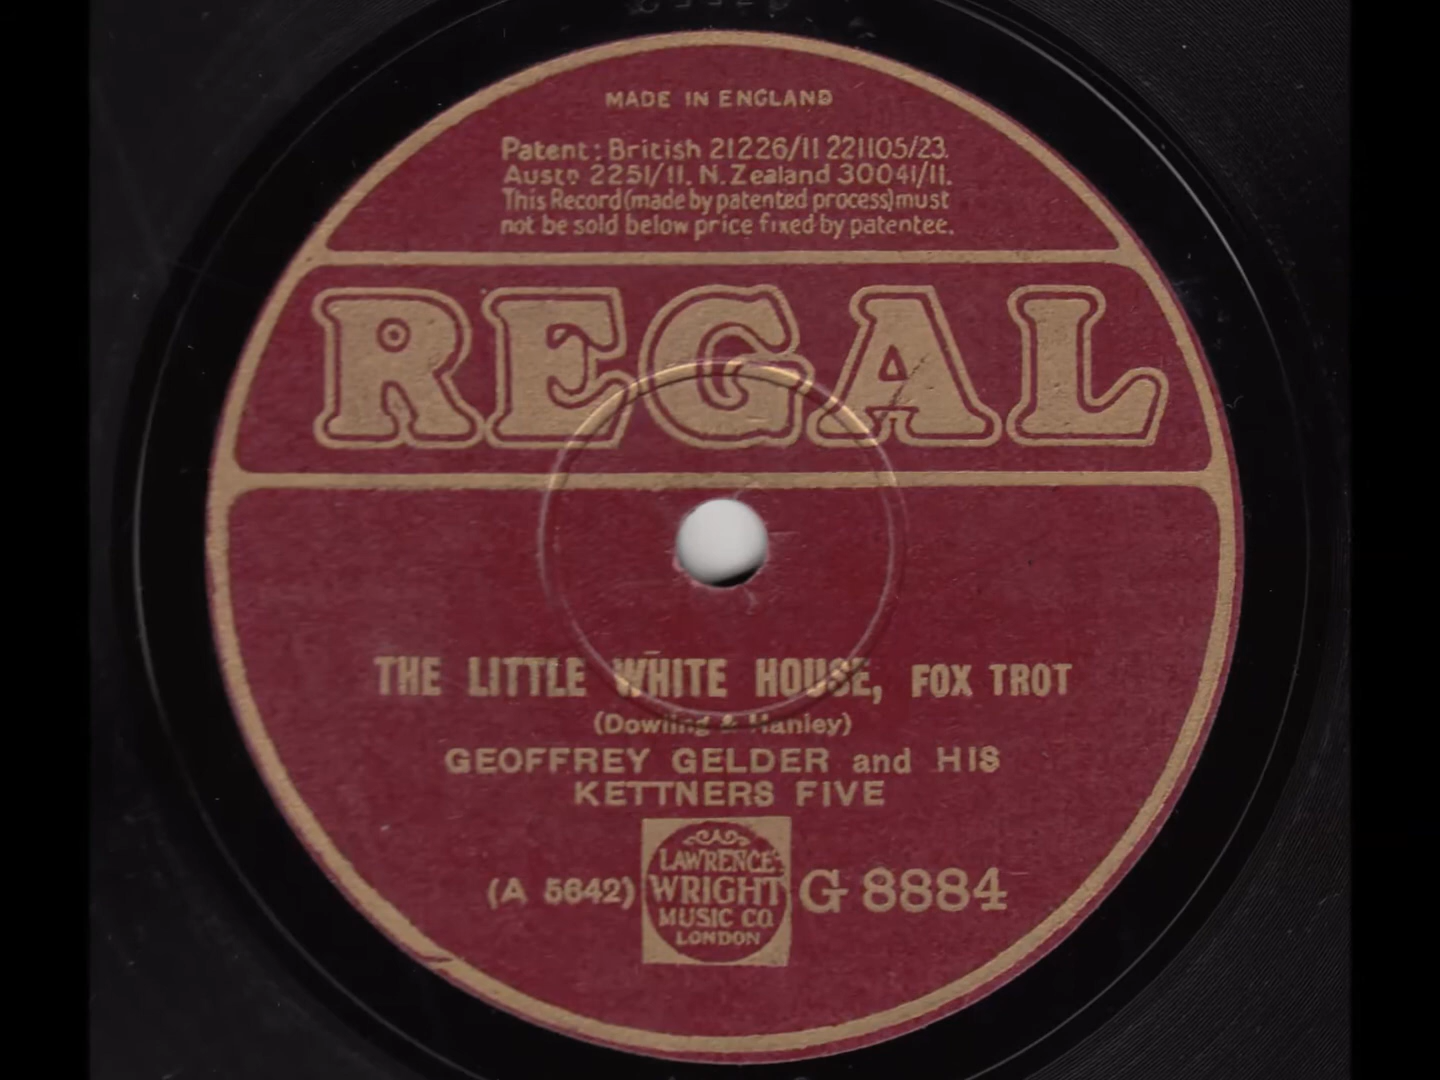 MADE IN ENGLAND
Patent: British 21226/11 221105/23.
Austn 2251/11. N. Zealand 30041/11.
This Record (made by patented process) must
not be sold below price fixed by patentee.
REGAL
THE LITTLE WHITE HOUSE, FOX TROT
(Dowling & Hanley)
GEOFFREY GELDER and HIS
KETTNERS FIVE
(A 5642)
LAWRENCE
WRIGHT
MUSIC CO.
LONDON
G 8884